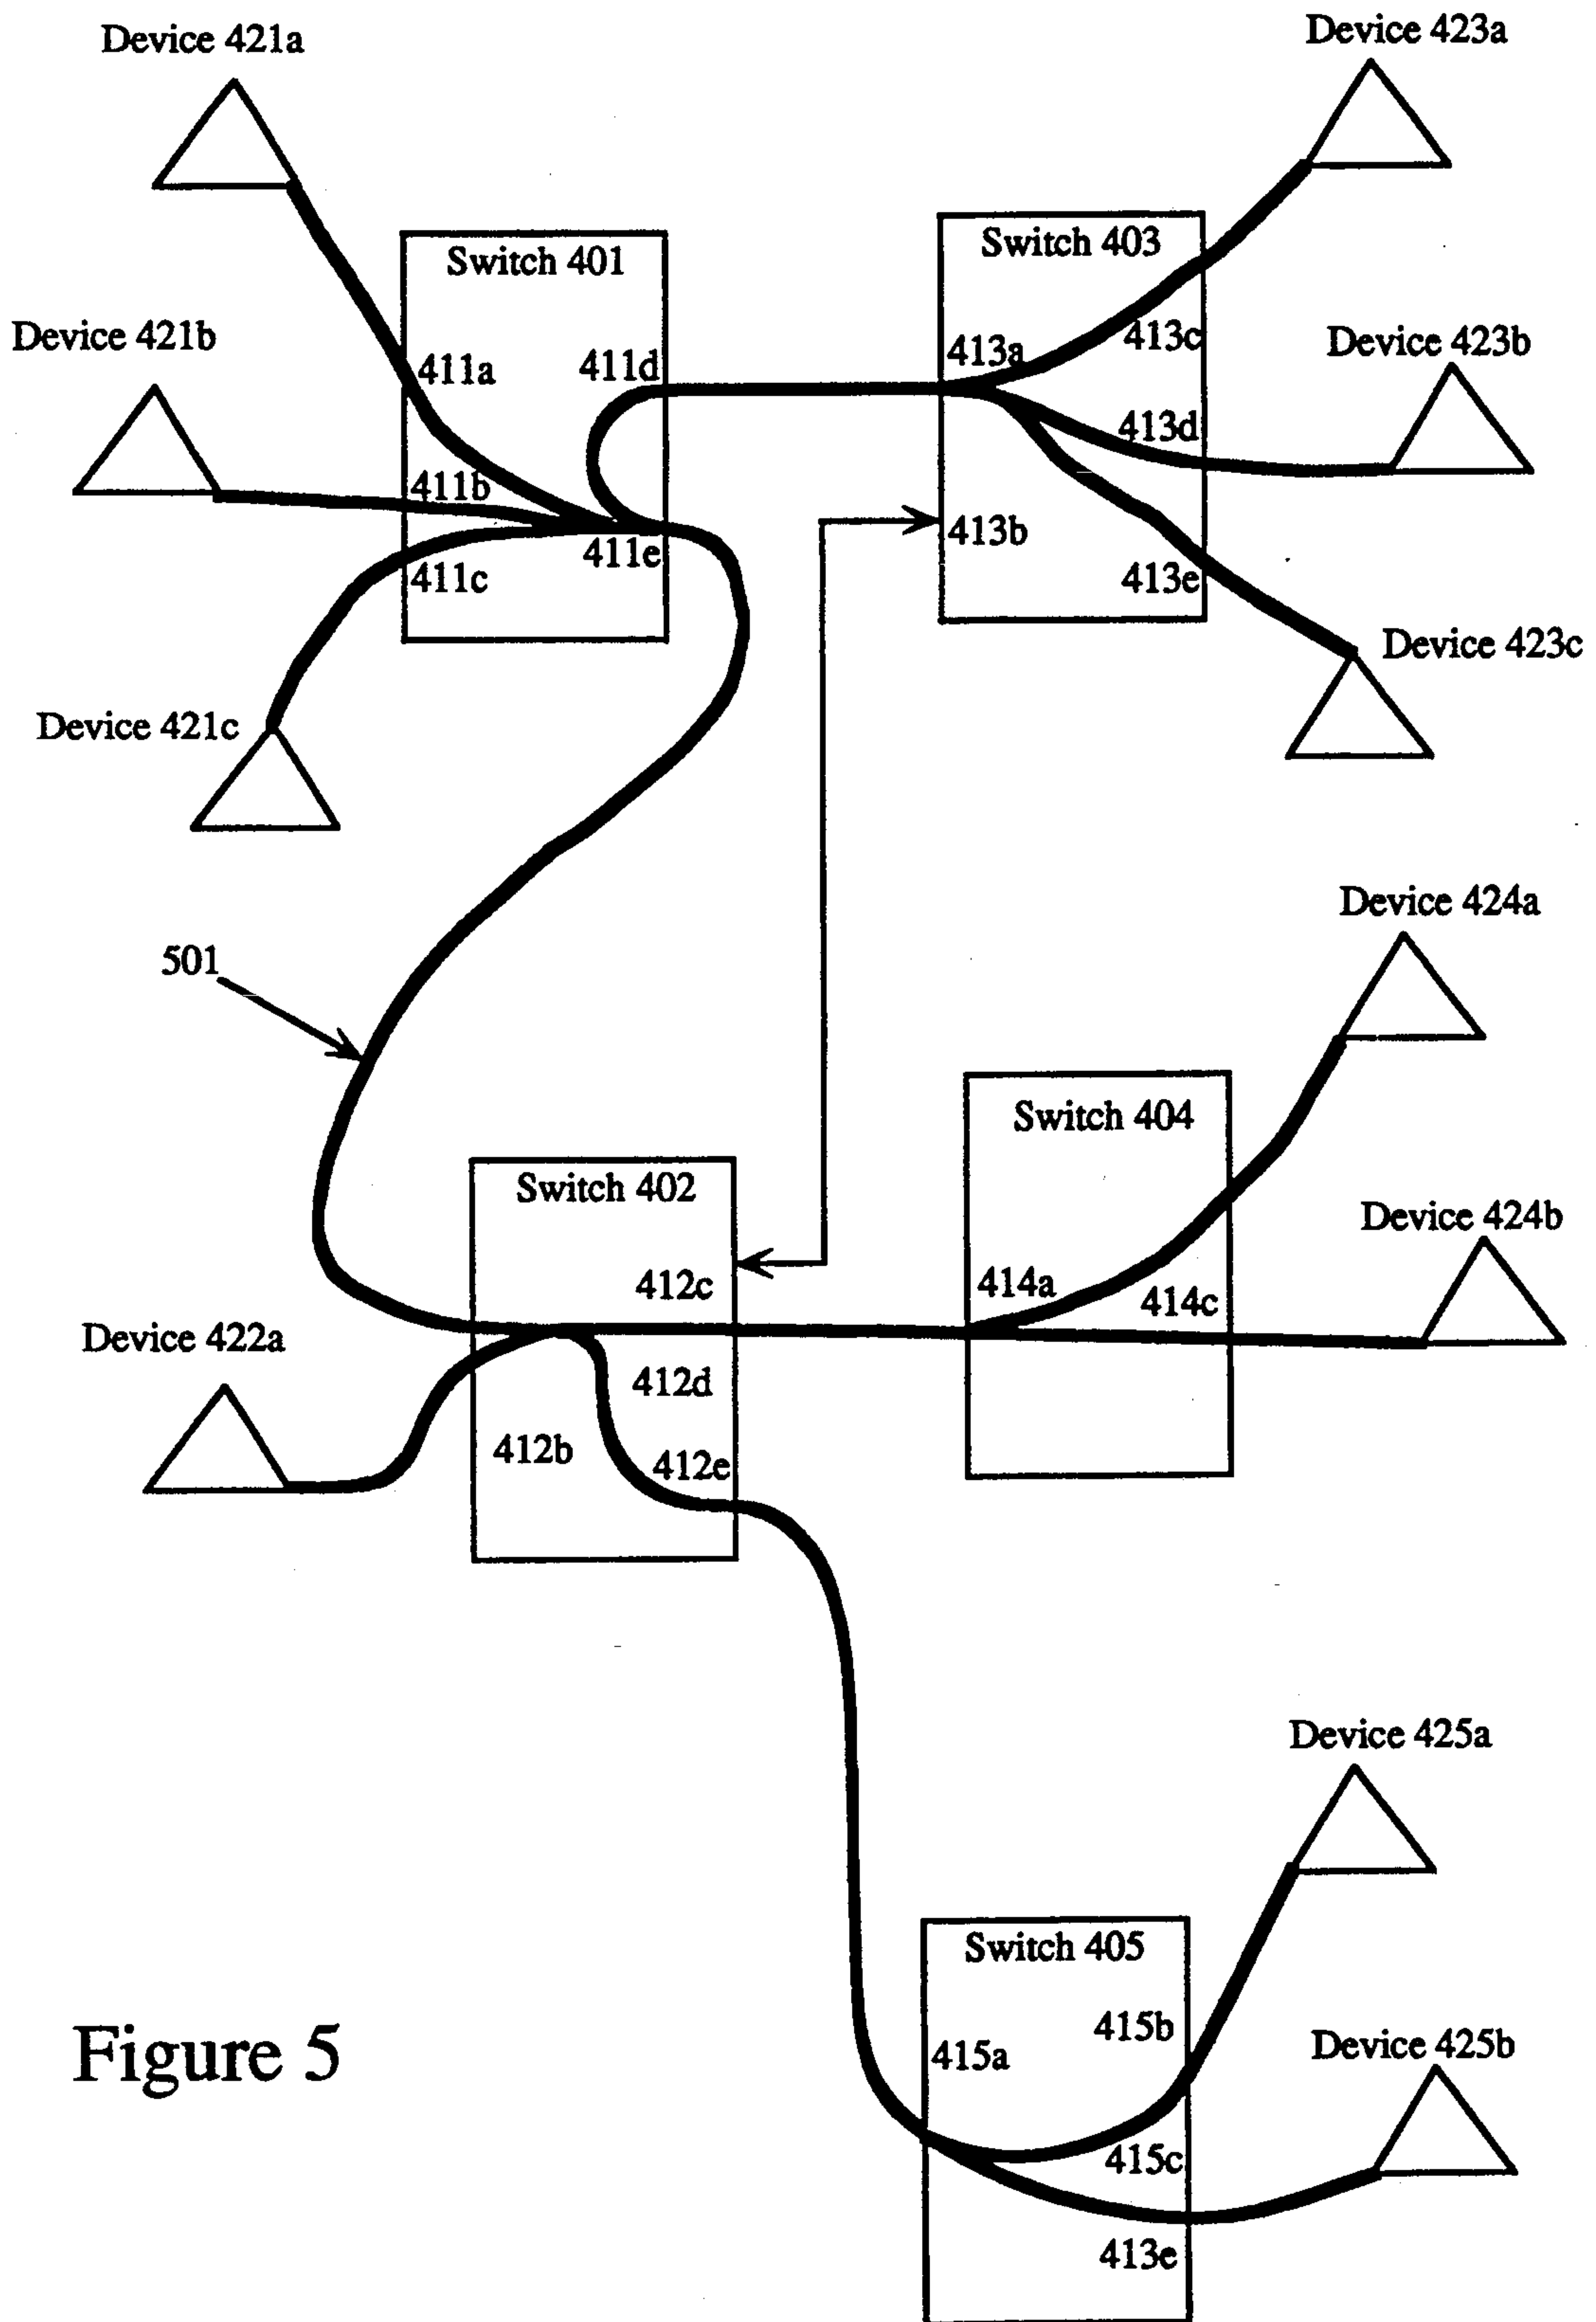 Device 421a
Device 423a
Switch 401
Switch 403
Device 421b
411a
411d
413a
413c
Device 423b
413d
411b
411e
413b
411c
413e
Device 423c
Device 421c
Device 424a
501
Switch 404
Switch 402
Device 424b
412c
414a
414c
Device 422a
412d
412b
412e
Device 425a
Switch 405
415b
Device 425b
415a
Figure 5
415c
413e